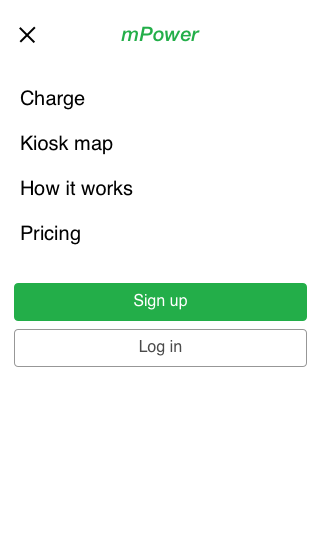 mPower
Charge
Kiosk map
How it works
Pricing
Sign up
Log in